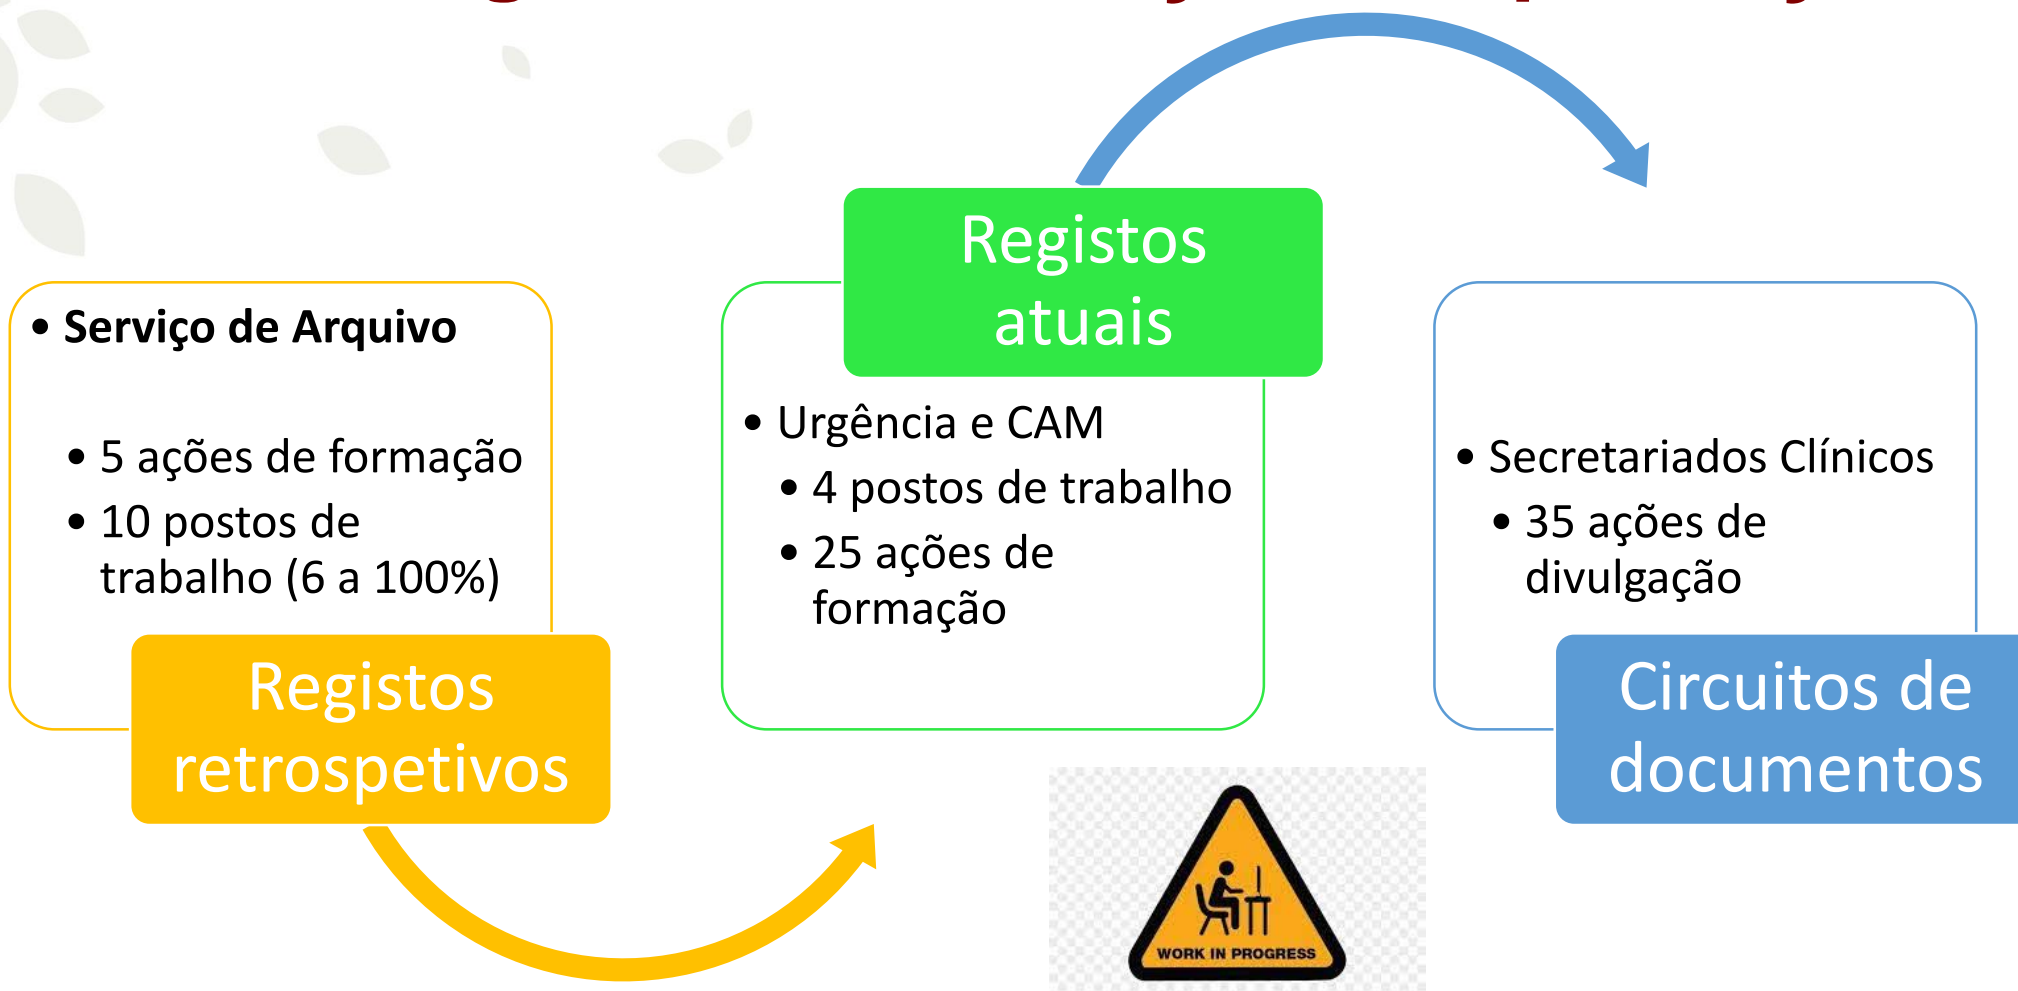 • Serviço de Arquivo
• 5 ações de formação
• 10 postos de
trabalho (6 a 100%)
Registos
retrospetivos
Registos
atuais
• Urgência e CAM
• 4 postos de trabalho
• 25 ações de
formação
• Secretariados Clínicos
• 35 ações de
divulgação
Circuitos de
documentos
WORK IN PROGRESS